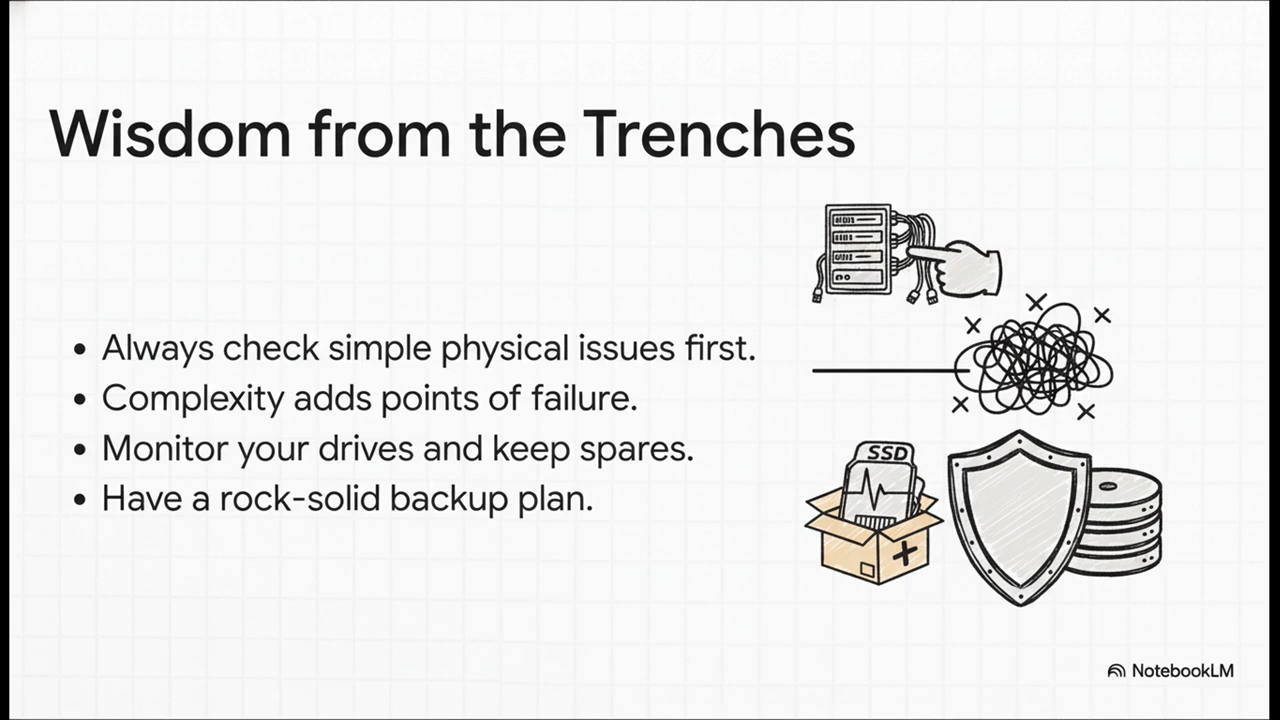 Wisdom from the Trenches
• Always check simple physical issues first.
• Complexity adds points of failure.
• Monitor your drives and keep spares.
• Have a rock-solid backup plan.
SSD
NotebookLM